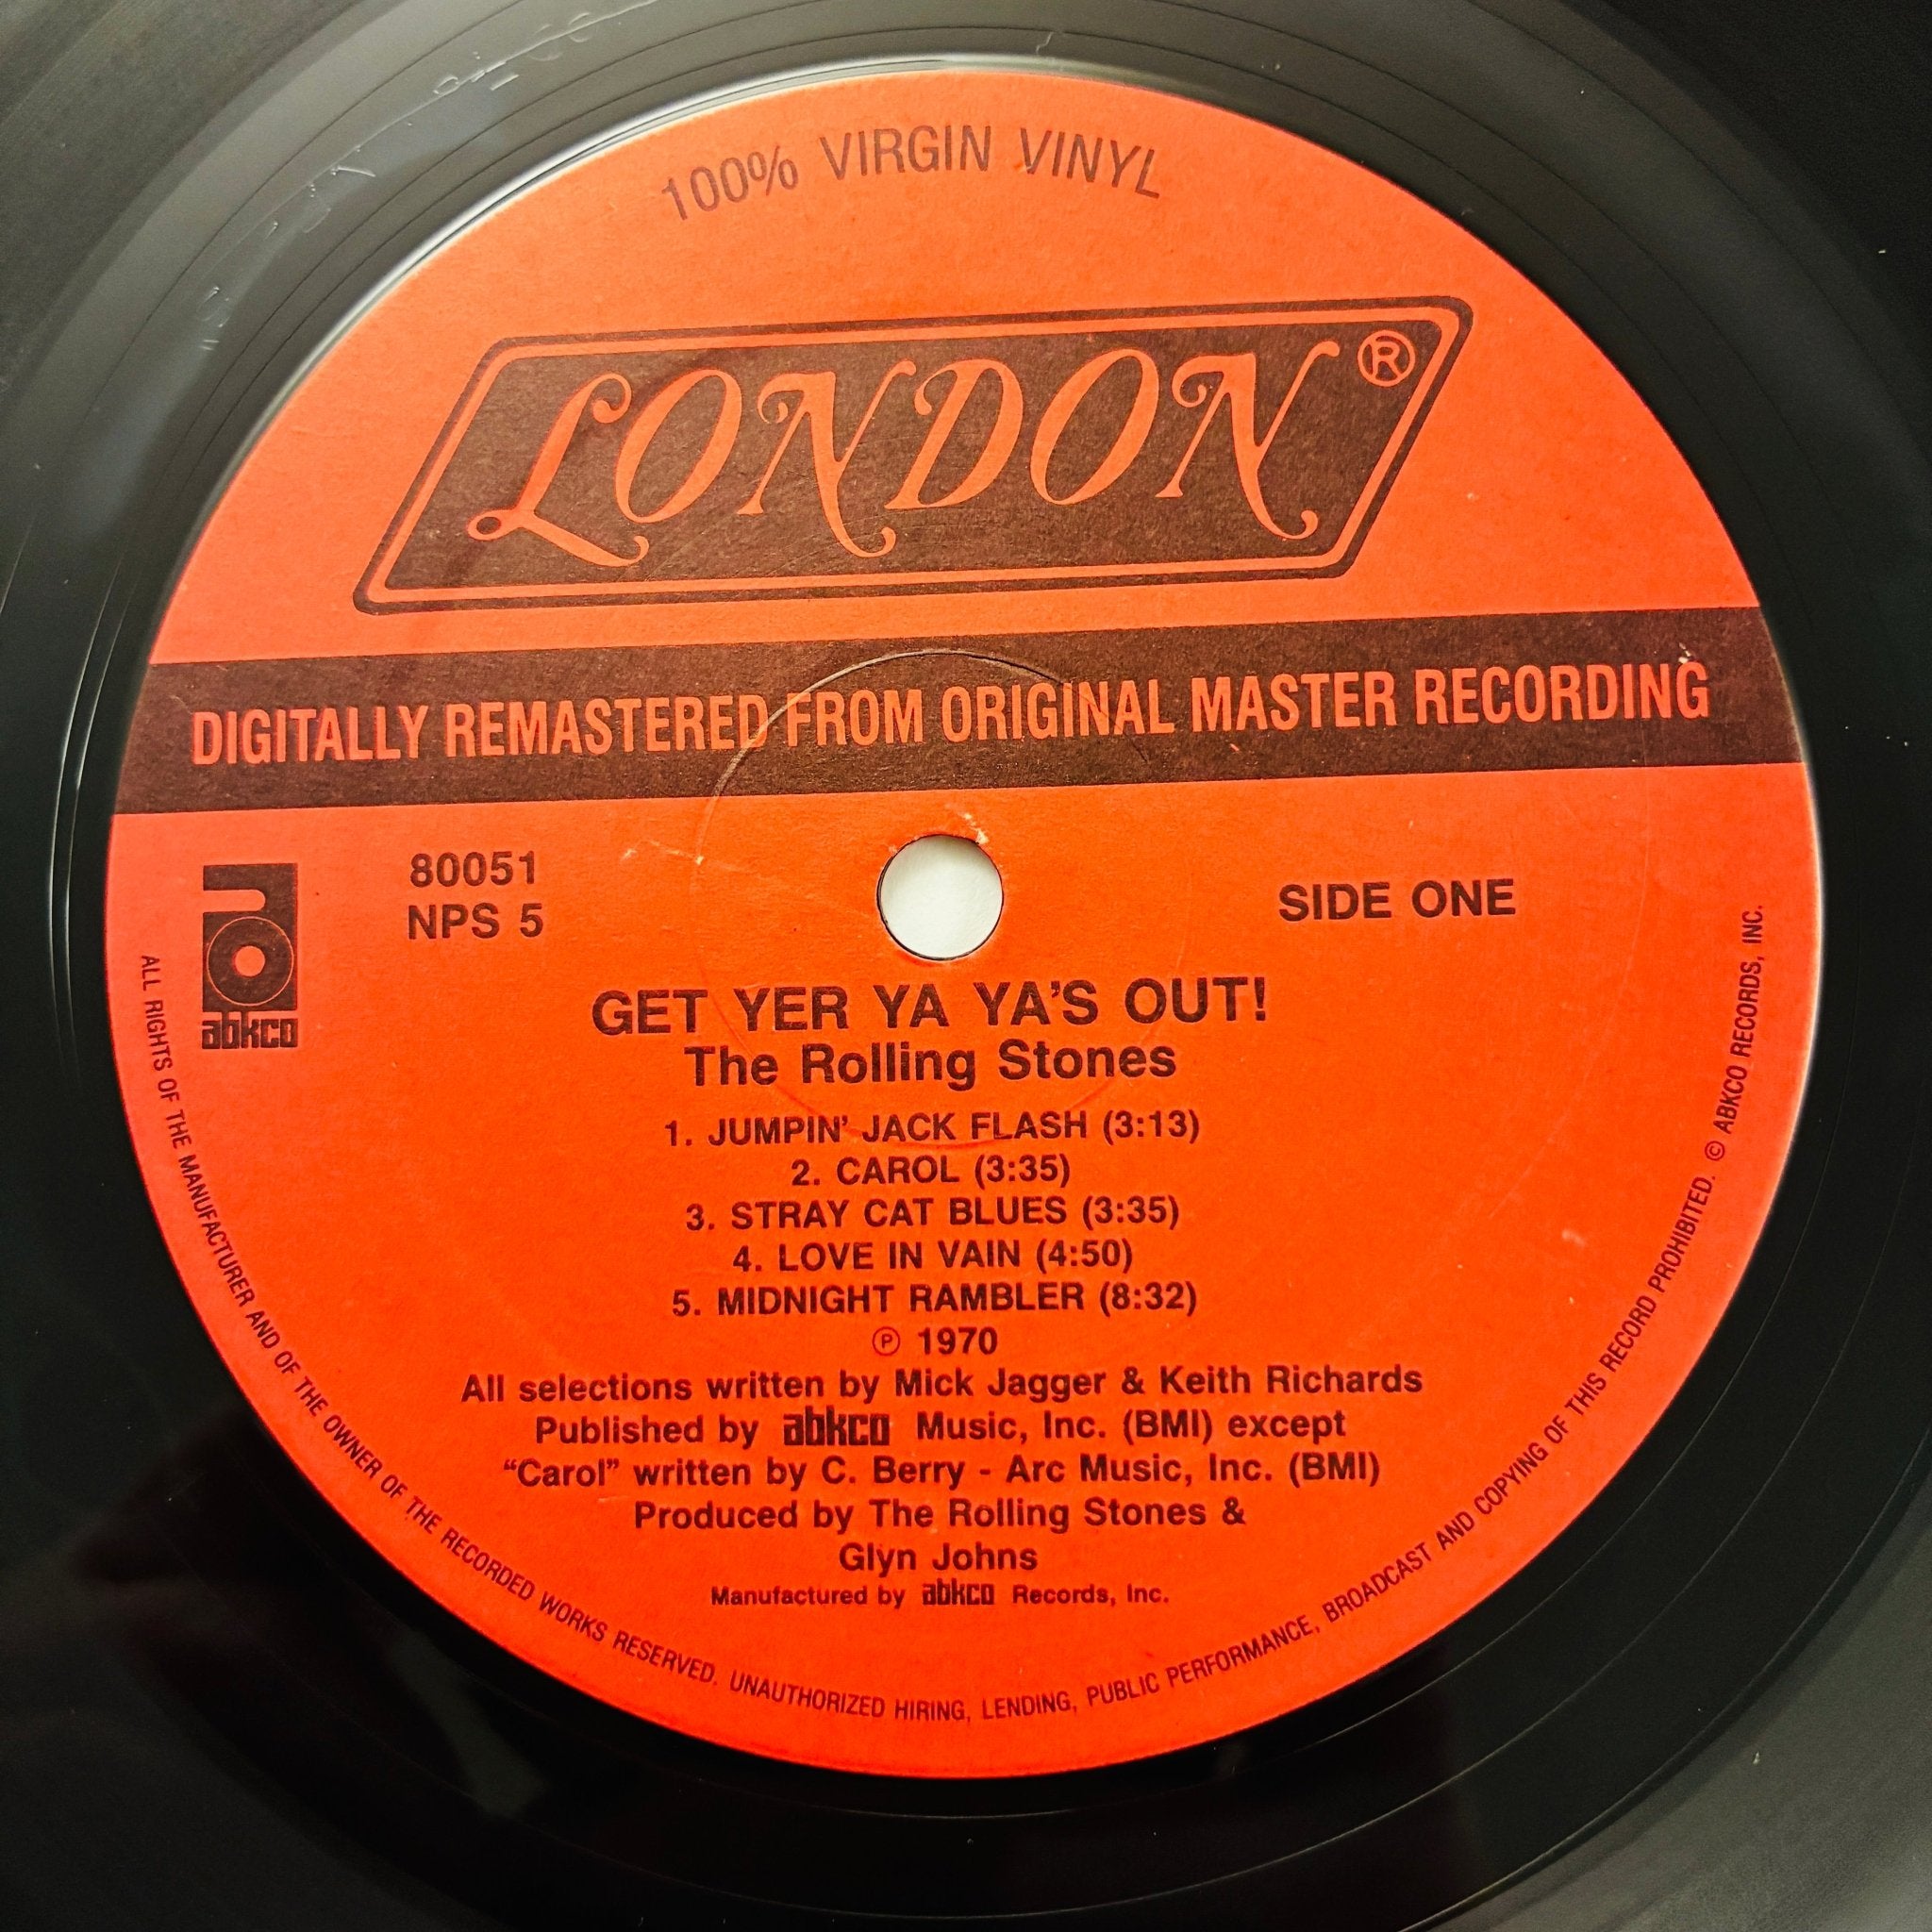 100% VIRGIN VINYL
LONDON®
DIGITALLY REMASTERED FROM ORIGINAL MASTER RECORDING
80051
NPS 5
SIDE ONE
abkco
GET YER YA YA'S OUT!
The Rolling Stones
1. JUMPIN' JACK FLASH (3:13)
2. CAROL (3:35)
3. STRAY CAT BLUES (3:35)
4. LOVE IN VAIN (4:50)
5. MIDNIGHT RAMBLER (8:32)
℗ 1970
All selections written by Mick Jagger & Keith Richards
Published by abkco Music, Inc. (BMI) except
“Carol” written by C. Berry - Arc Music, Inc. (BMI)
Produced by The Rolling Stones &
Glyn Johns
Manufactured by abkco Records, Inc.
ALL RIGHTS OF THE MANUFACTURER AND OF THE OWNER OF THE RECORDED WORKS RESERVED. UNAUTHORIZED HIRING, LENDING, PUBLIC PERFORMANCE, BROADCAST AND COPYING OF THIS RECORD PROHIBITED. © ABKCO RECORDS, INC.